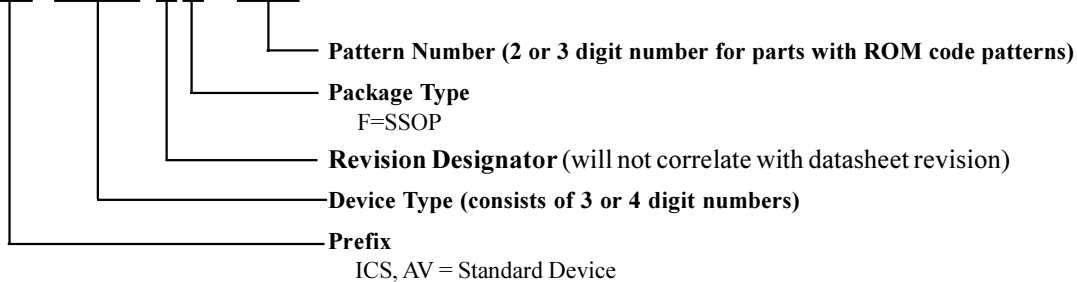 Pattern Number (2 or 3 digit number for parts with ROM code patterns)
Package Type
F=SSOP
Revision Designator (will not correlate with datasheet revision)
Device Type (consists of 3 or 4 digit numbers)
Prefix
ICS, AV = Standard Device